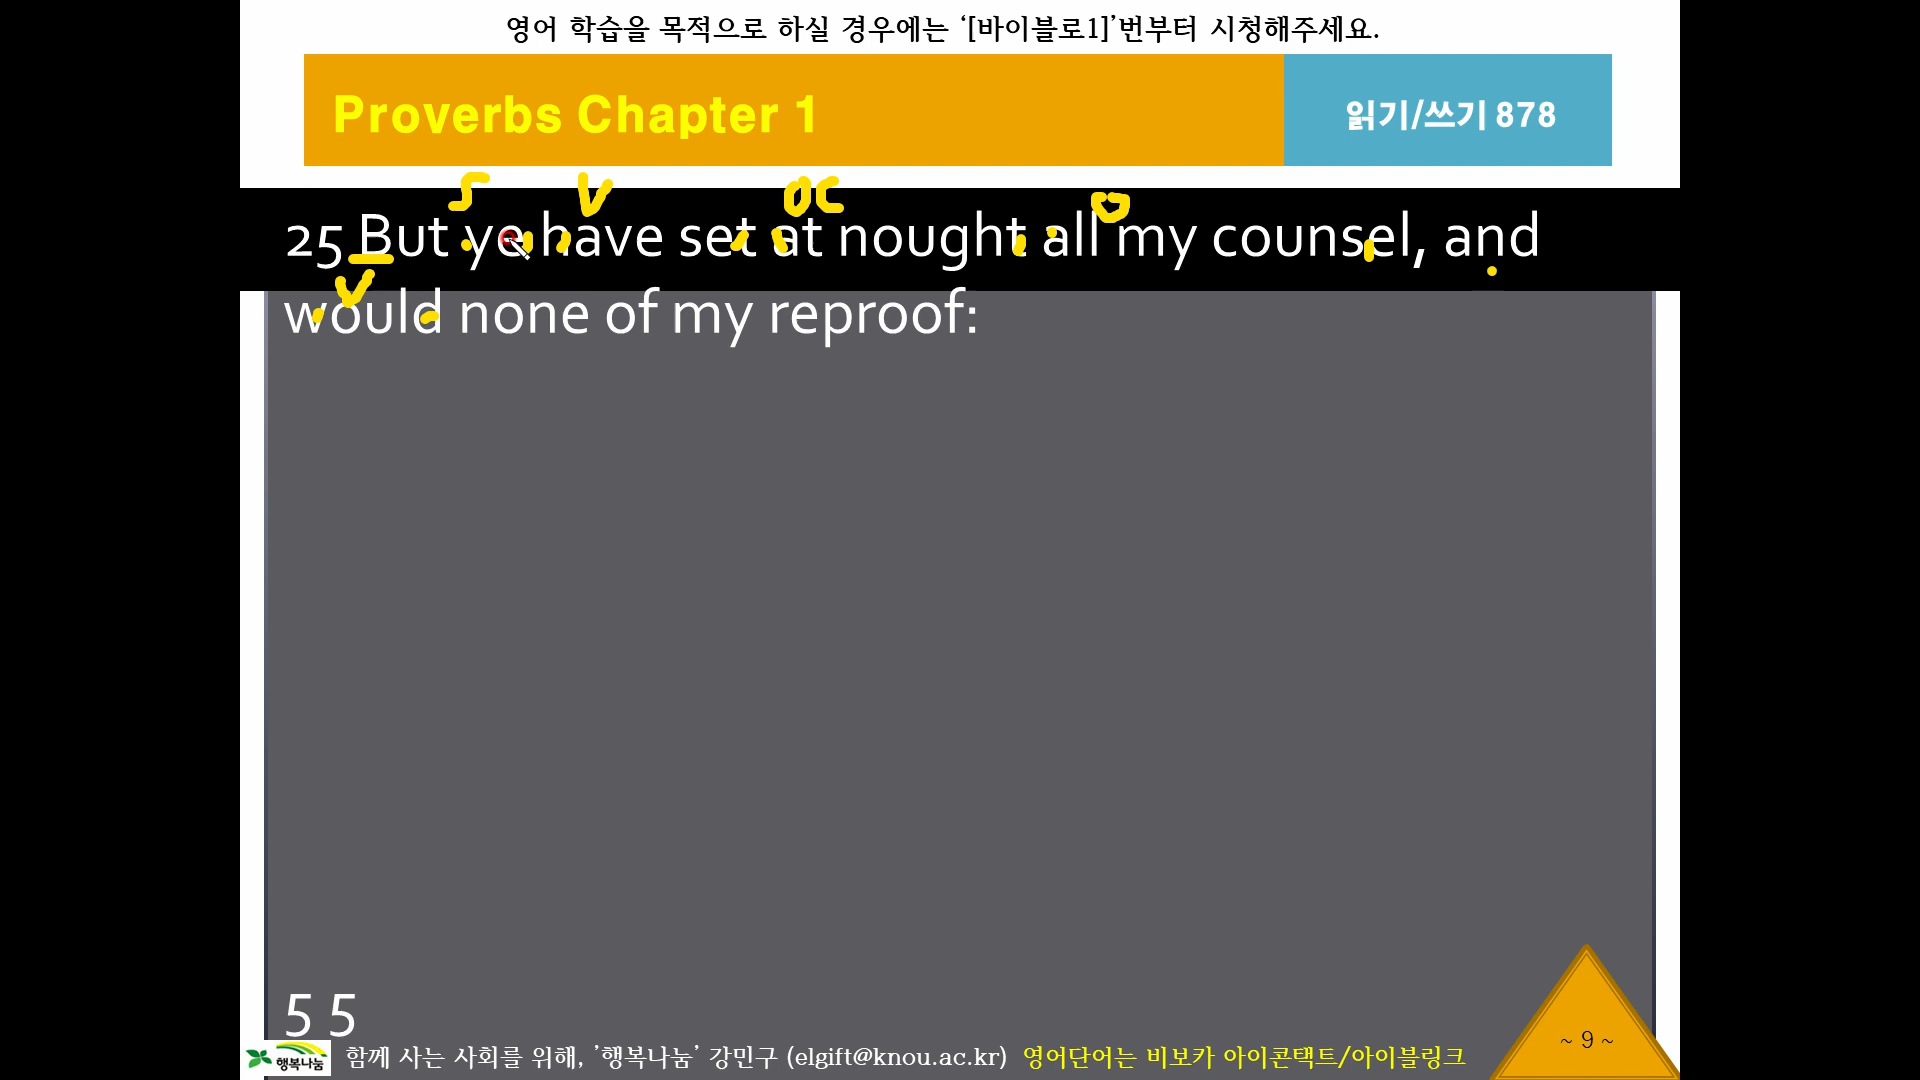 영어 학습을 목적으로 하실 경우에는 ‘[바이블로1]’번부터 시청해주세요.
Proverbs Chapter 1
읽기/쓰기 878
S V OC O
25 But ye have set at nought all my counsel, and
V
would none of my reproof:
5 5
~ 9 ~
행복나눔 함께 사는 사회를 위해, ’행복나눔’ 강민구 (elgift@knou.ac.kr) 영어단어는 비보카 아이콘택트/아이블링크